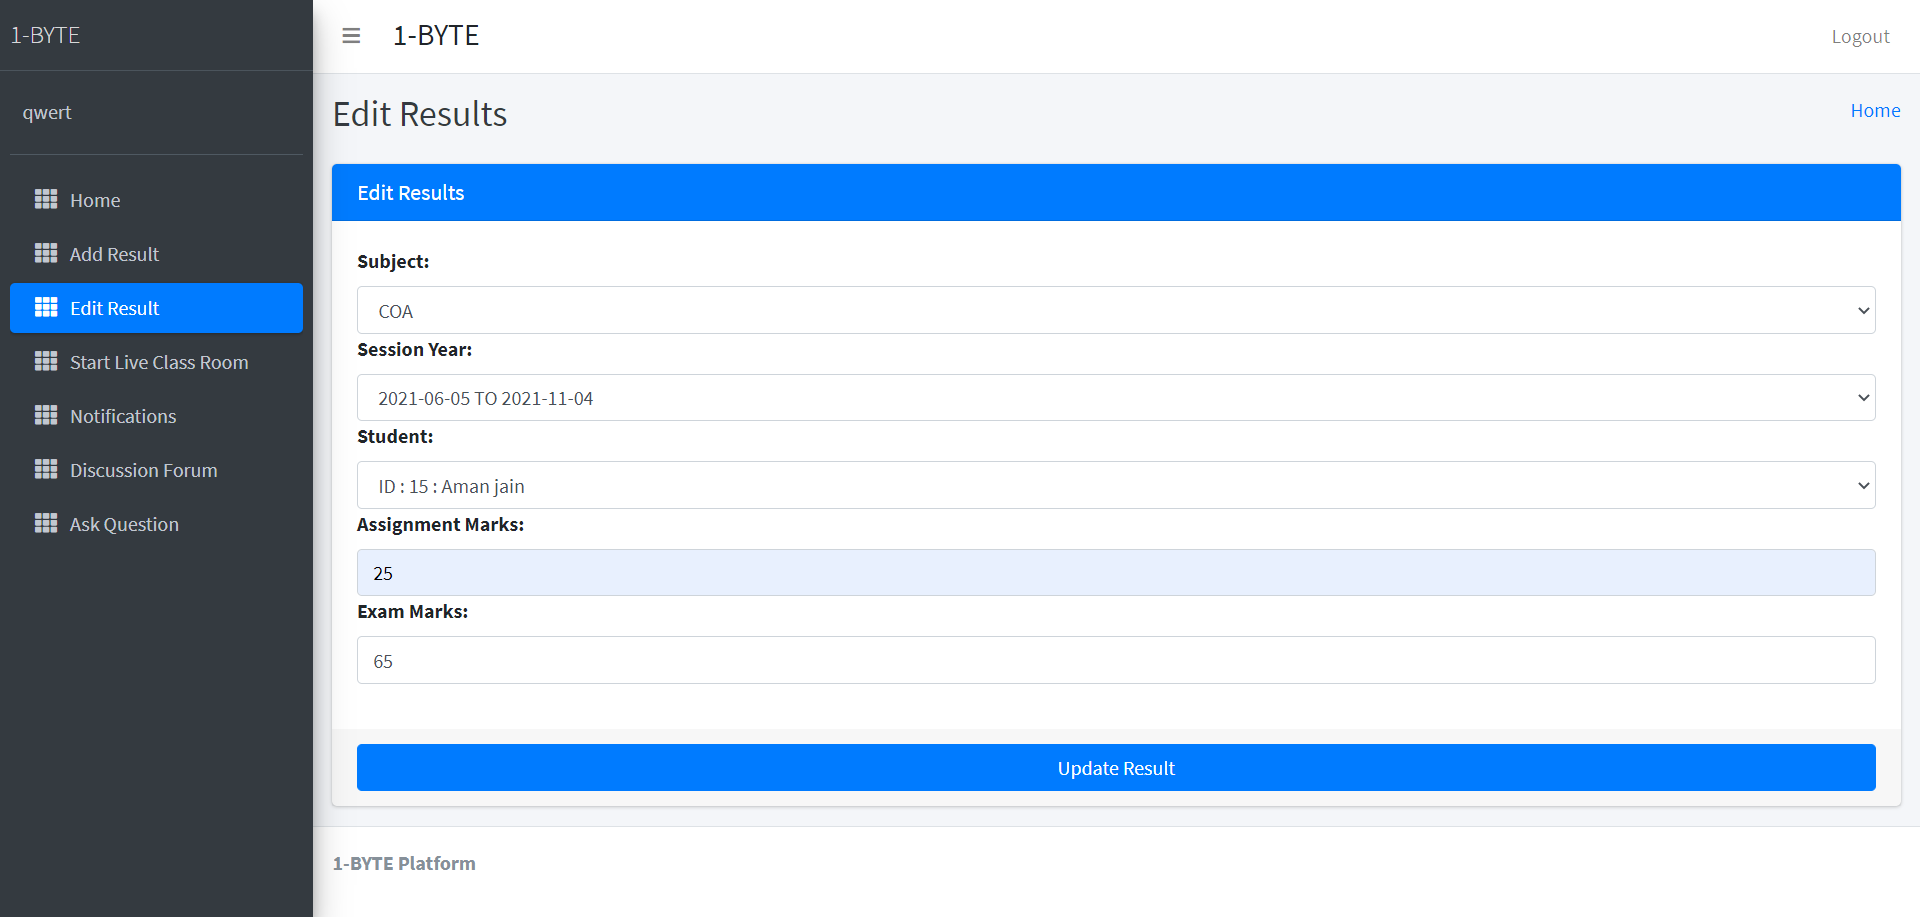 1-BYTE
qwert
Home
Add Result
Edit Result
Start Live Class Room
Notifications
Discussion Forum
Ask Question
1-BYTE
Logout
Edit Results
Home
Edit Results
Subject:
COA
Session Year:
2021-06-05 TO 2021-11-04
Student:
ID : 15 : Aman jain
Assignment Marks:
25
Exam Marks:
65
Update Result
1-BYTE Platform